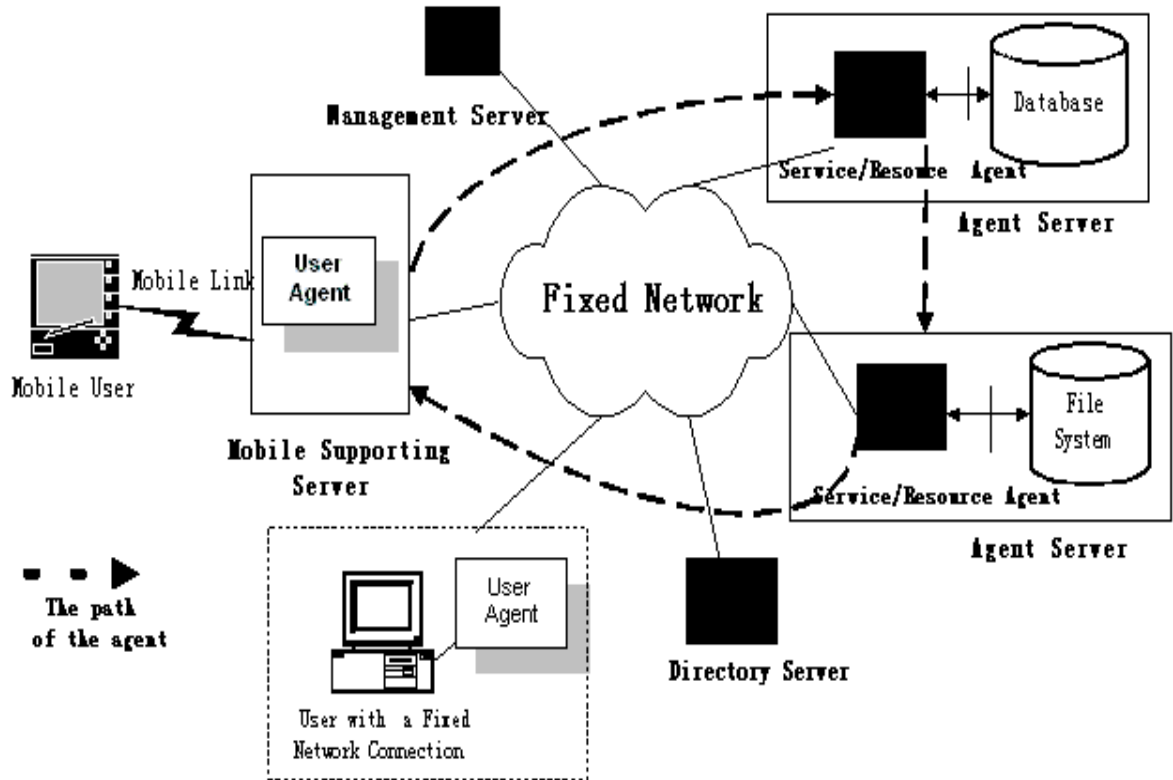 Management Server
Database
Service/Resouce Agent
Agent Server
User
Agent
Mobile Link
Fixed Network
Mobile User
Mobile Supporting
Server
File
System
Service/Resource Agent
Agent Server
The path
of the agent
User
Agent
User with a Fixed
Network Connection
Directory Server